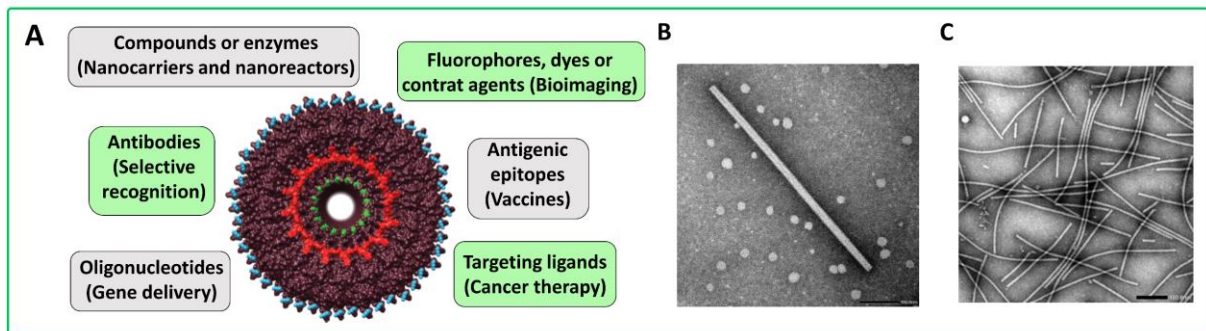 A
Compounds or enzymes
(Nanocarriers and nanoreactors)
Fluorophores, dyes or
contrat agents (Bioimaging)
Antibodies
(Selective
recognition)
Antigenic
epitopes
(Vaccines)
Oligonucleotides
(Gene delivery)
Targeting ligands
(Cancer therapy)
B
C